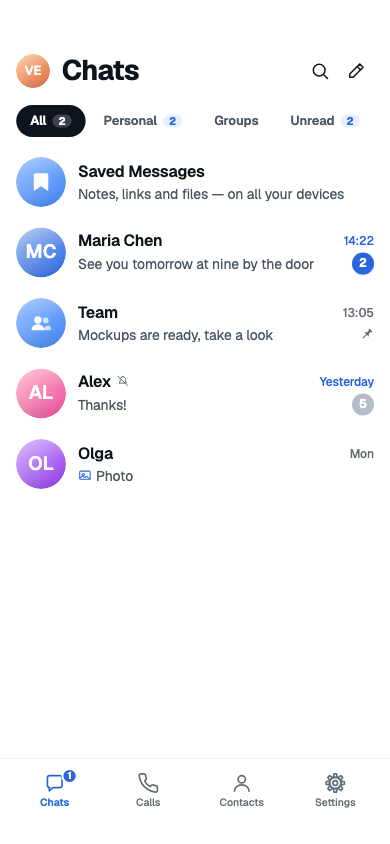 VE Chats
All 2 Personal 2 Groups Unread 2
Saved Messages
Notes, links and files — on all your devices
MC Maria Chen 14:22
See you tomorrow at nine by the door 2
Team 13:05
Mockups are ready, take a look
AL Alex Yesterday
Thanks! 5
OL Olga Mon
Photo
1
Chats Calls Contacts Settings